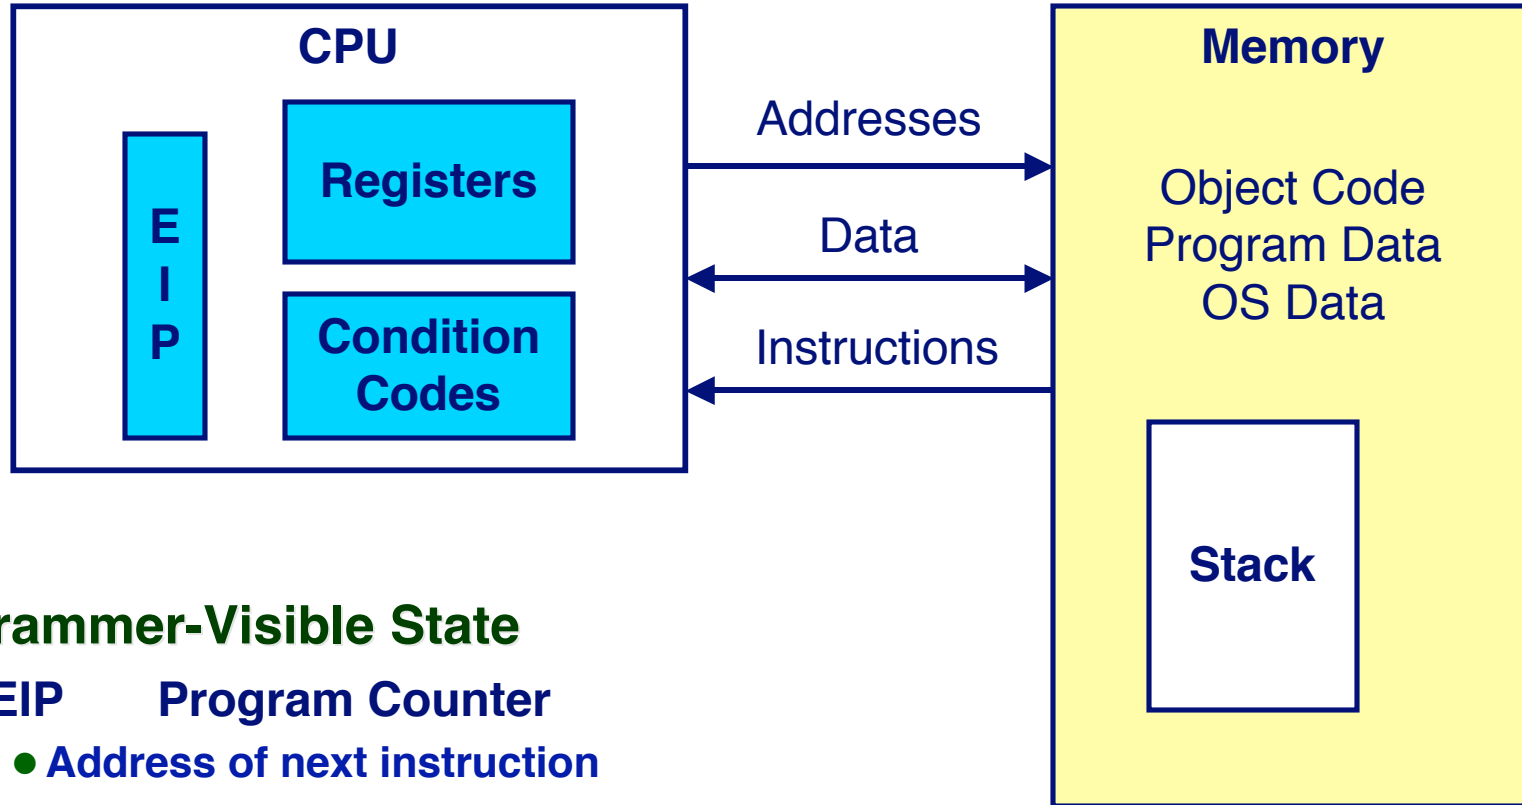 CPU
Memory
E
I
P
Registers
Condition
Codes
Addresses
Data
Instructions
Object Code
Program Data
OS Data
Stack
rammer-Visible State
EIP Program Counter
● Address of next instruction